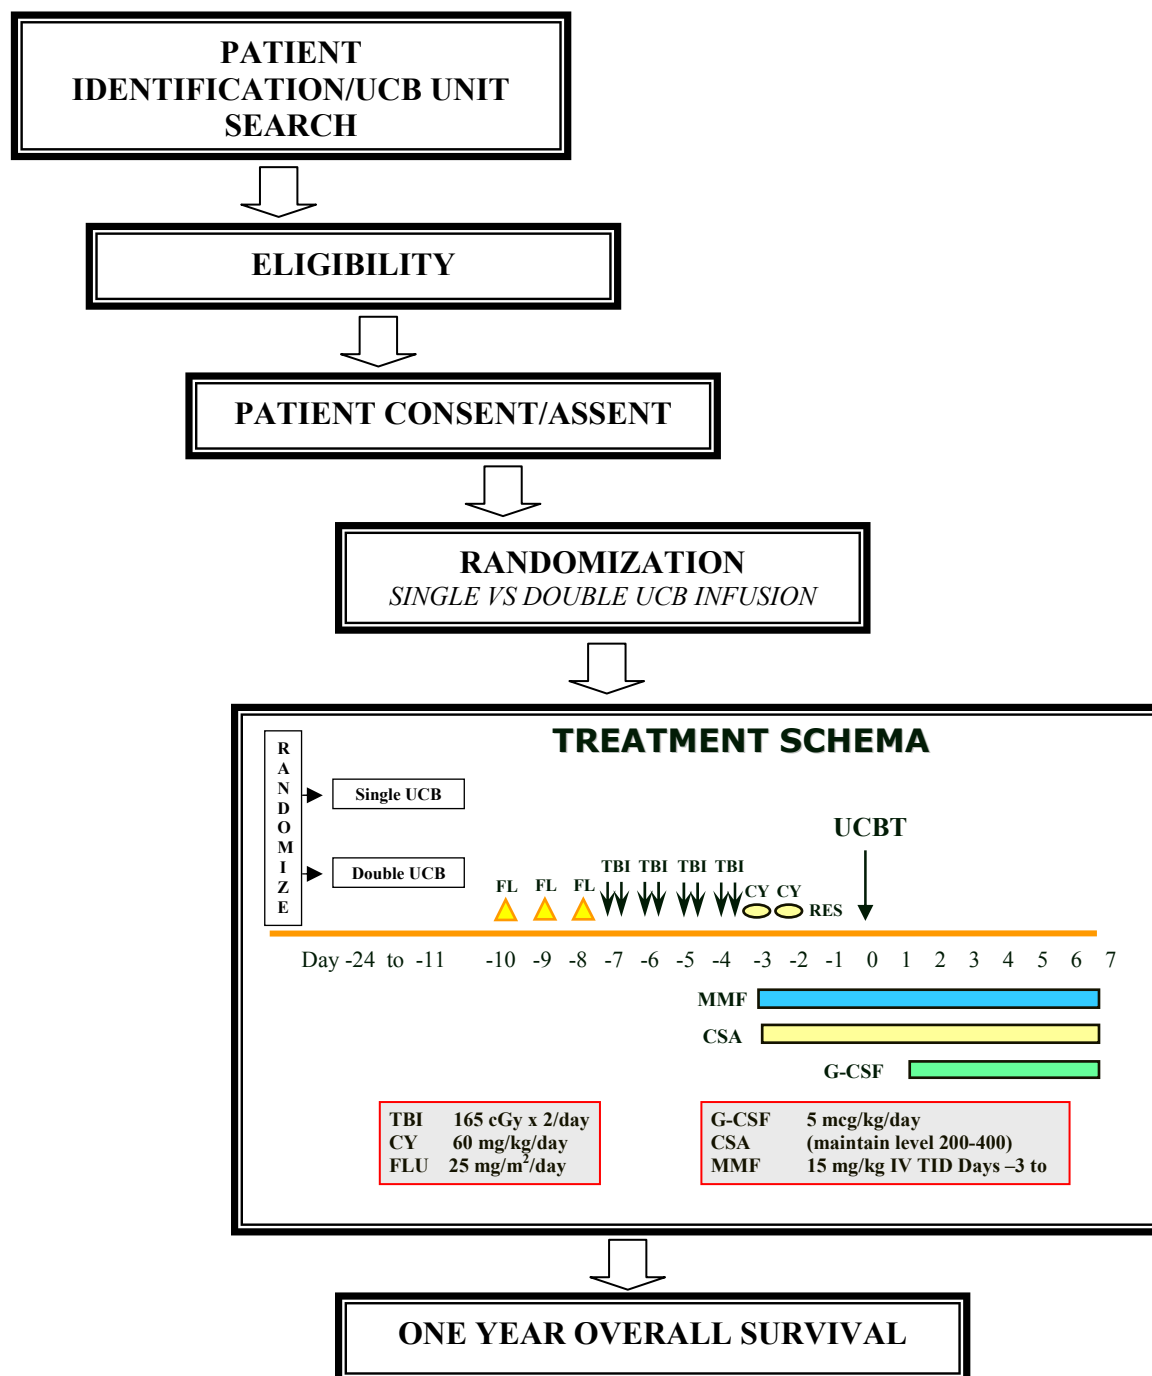 PATIENT
IDENTIFICATION/UCB UNIT
SEARCH
ELIGIBILITY
PATIENT CONSENT/ASSENT
RANDOMIZATION
SINGLE VS DOUBLE UCB INFUSION
TREATMENT SCHEMA
RANDOMIZE
Single UCB
Double UCB
UCBT
FL FL FL TBI TBI TBI TBI CY CY RES
Day -24 to -11 -10 -9 -8 -7 -6 -5 -4 -3 -2 -1 0 1 2 3 4 5 6 7
MMF
CSA
G-CSF
TBI 165 cGy x 2/day
CY 60 mg/kg/day
FLU 25 mg/m²/day
G-CSF 5 mcg/kg/day
CSA (maintain level 200-400)
MMF 15 mg/kg IV TID Days –3 to
ONE YEAR OVERALL SURVIVAL